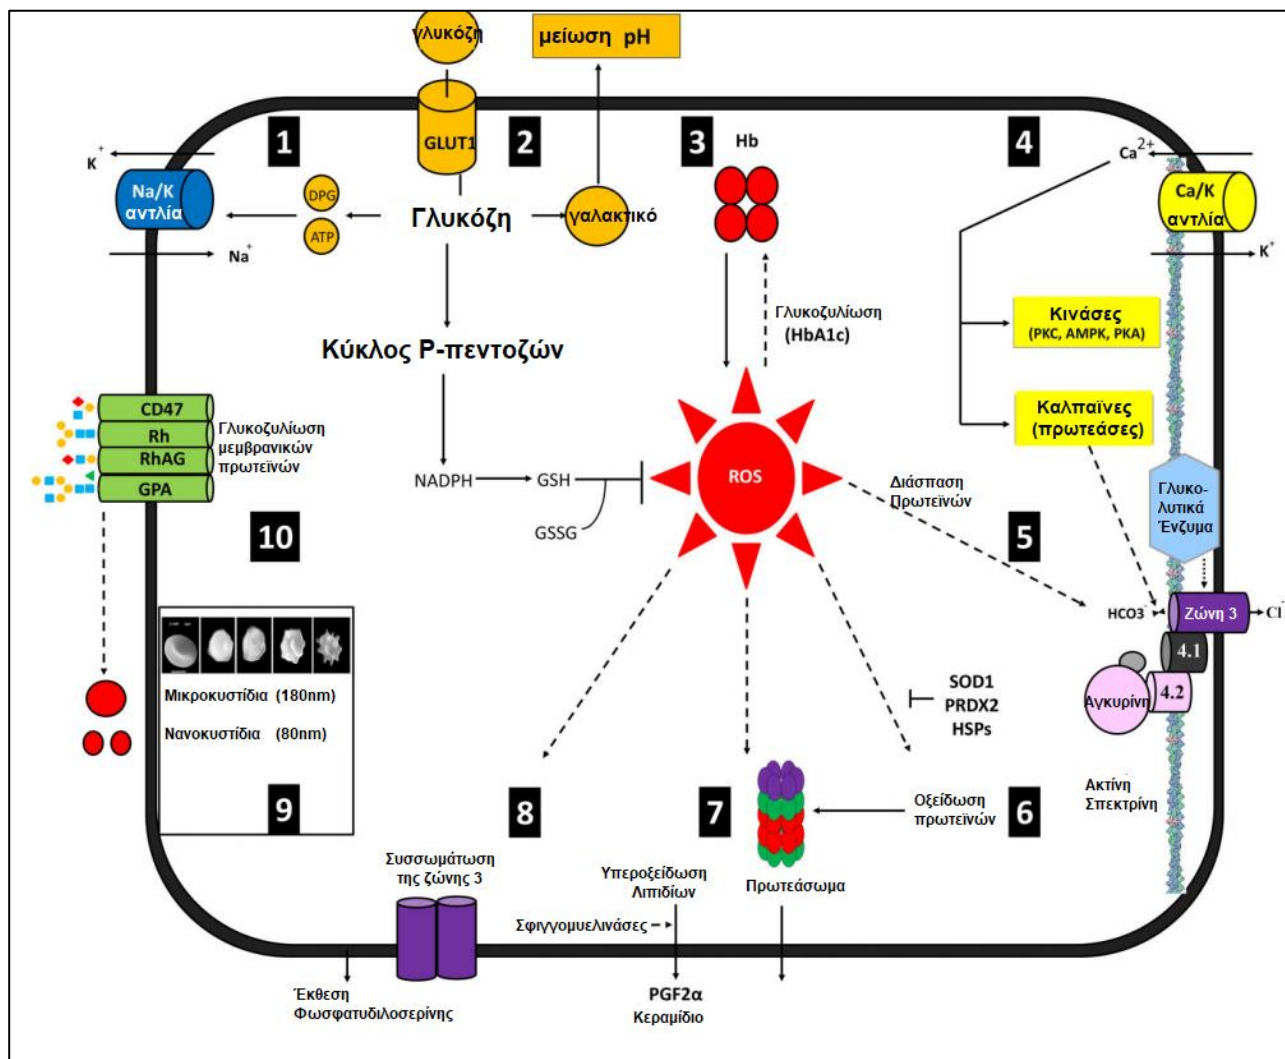 γλυκόζη
μείωση pH
GLUT1
1
2
3
4
Hb
K+
Ca2+
Na/K
αντλία
DPG
ATP
Γλυκόζη
γαλακτικό
Ca/K
αντλία
Na+
K+
Γλυκοζυλίωση
(HbA1c)
Κινάσες
(PKC, AMPK, PKA)
Κύκλος P-πεντοζών
CD47
Rh
RhAG
GPA
Γλυκοζυλίωση
μεμβρανικών
πρωτεϊνών
Καλπαϊνες
(πρωτεάσες)
NADPH
GSH
GSSG
ROS
Διάσπαση
Πρωτεϊνών
Γλυκο-
λυτικά
Ένζυμα
10
5
HCO3-
Ζώνη 3
Cl-
4.1
4.2
Αγκυρίνη
Μικροκυστίδια (180nm)
Νανοκυστίδια (80nm)
SOD1
PRDX2
HSPs
Ακτίνη
Σπεκτρίνη
9
8
7
6
Οξείδωση
πρωτεϊνών
Συσσωμάτωση
της ζώνης 3
Υπεροξείδωση
Λιπιδίων
Πρωτεάσωμα
Σφιγγομυελινάσες
Έκθεση
Φωσφατυδιλοσερίνης
PGF2α
Κεραμίδιο